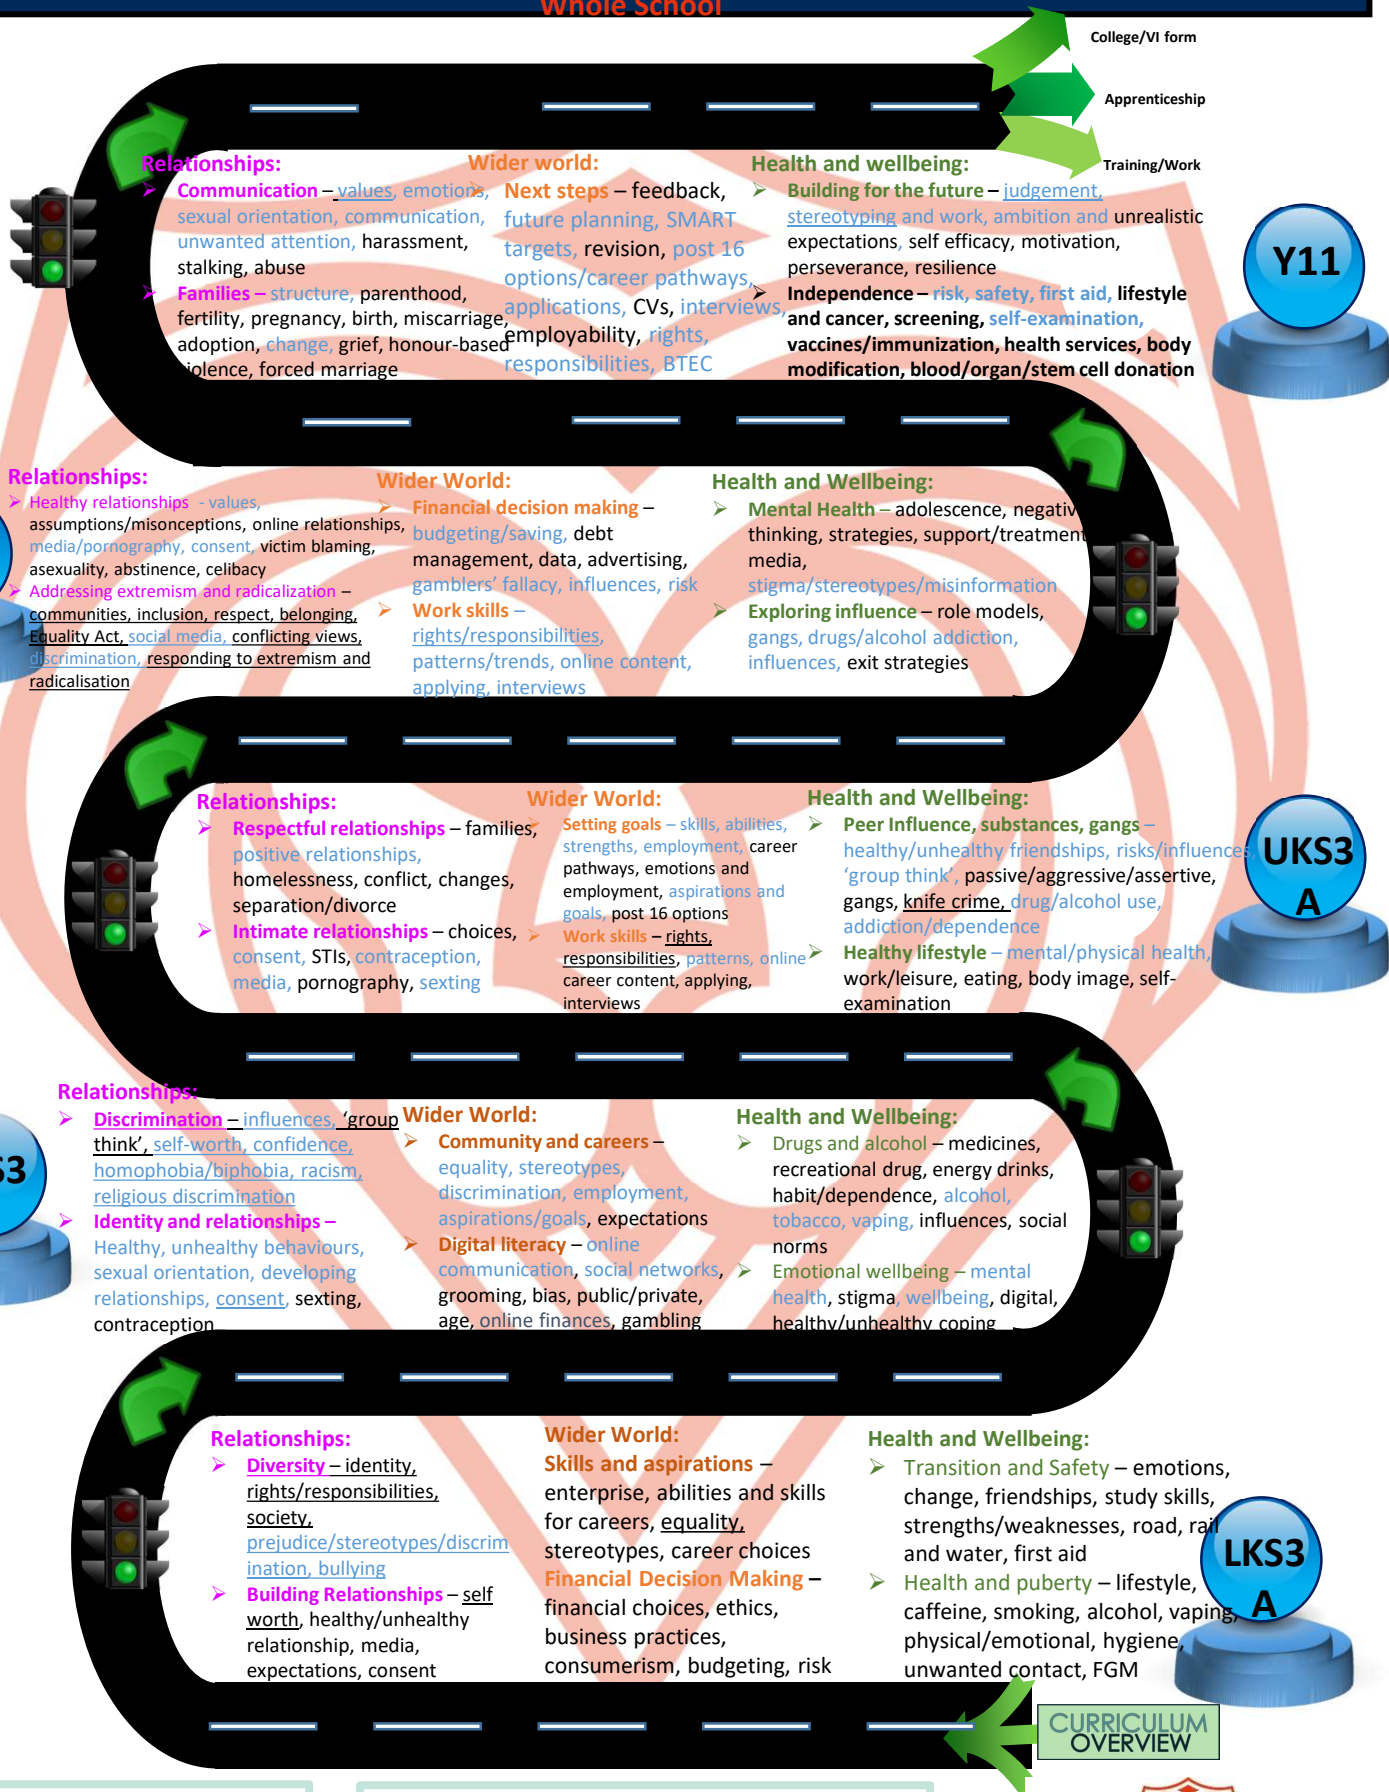 Whole School
College/VI form
Apprenticeship
Training/Work
Relationships:
➢ Communication – values, emotions,
sexual orientation, communication,
unwanted attention, harassment,
stalking, abuse
➢ Families – structure, parenthood,
fertility, pregnancy, birth, miscarriage,
adoption, change, grief, honour-based
violence, forced marriage
Wider world:
➢ Next steps – feedback,
future planning, SMART
targets, revision, post 16
options/career pathways,
applications, CVs, interviews,
employability, rights,
responsibilities, BTEC
Health and wellbeing:
➢ Building for the future – judgement,
stereotyping and work, ambition and unrealistic
expectations, self efficacy, motivation,
perseverance, resilience
➢ Independence – risk, safety, first aid, lifestyle
and cancer, screening, self-examination,
vaccines/immunization, health services, body
modification, blood/organ/stem cell donation
Y11
Relationships:
➢ Healthy relationships - values,
assumptions/misonceptions, online relationships,
media/pornography, consent, victim blaming,
asexuality, abstinence, celibacy
➢ Addressing extremism and radicalization –
communities, inclusion, respect, belonging,
Equality Act, social media, conflicting views,
discrimination, responding to extremism and
radicalisation
Wider World:
➢ Financial decision making –
budgeting/saving, debt
management, data, advertising,
gamblers’ fallacy, influences, risk
➢ Work skills –
rights/responsibilities,
patterns/trends, online content,
applying, interviews
Health and Wellbeing:
➢ Mental Health – adolescence, negative
thinking, strategies, support/treatment
media,
stigma/stereotypes/misinformation
➢ Exploring influence – role models,
gangs, drugs/alcohol addiction,
influences, exit strategies
Relationships:
➢ Respectful relationships – families,
positive relationships,
homelessness, conflict, changes,
separation/divorce
➢ Intimate relationships – choices,
consent, STIs, contraception,
media, pornography, sexting
Wider World:
➢ Setting goals – skills, abilities,
strengths, employment, career
pathways, emotions and
employment, aspirations and
goals, post 16 options
➢ Work skills – rights,
responsibilities, patterns, online
career content, applying,
interviews
Health and Wellbeing:
➢ Peer Influence, substances, gangs –
healthy/unhealthy friendships, risks/influences,
‘group think’, passive/aggressive/assertive,
gangs, knife crime, drug/alcohol use,
addiction/dependence
➢ Healthy lifestyle – mental/physical health,
work/leisure, eating, body image, self-
examination
UKS3
A
Relationships:
➢ Discrimination – influences, ‘group
think’, self-worth, confidence,
homophobia/biphobia, racism,
religious discrimination
➢ Identity and relationships –
Healthy, unhealthy behaviours,
sexual orientation, developing
relationships, consent, sexting,
contraception
Wider World:
➢ Community and careers –
equality, stereotypes,
discrimination, employment,
aspirations/goals, expectations
➢ Digital literacy – online
communication, social networks,
grooming, bias, public/private,
age, online finances, gambling
Health and Wellbeing:
➢ Drugs and alcohol – medicines,
recreational drug, energy drinks,
habit/dependence, alcohol,
tobacco, vaping, influences, social
norms
➢ Emotional wellbeing – mental
health, stigma, wellbeing, digital,
healthy/unhealthy coping
Relationships:
➢ Diversity – identity,
rights/responsibilities,
society,
prejudice/stereotypes/discrim
ination, bullying
➢ Building Relationships – self
worth, healthy/unhealthy
relationship, media,
expectations, consent
Wider World:
Skills and aspirations –
enterprise, abilities and skills
for careers, equality,
stereotypes, career choices
Financial Decision Making –
financial choices, ethics,
business practices,
consumerism, budgeting, risk
Health and Wellbeing:
➢ Transition and Safety – emotions,
change, friendships, study skills,
strengths/weaknesses, road, rail
and water, first aid
➢ Health and puberty – lifestyle,
caffeine, smoking, alcohol, vaping,
physical/emotional, hygiene,
unwanted contact, FGM
LKS3
A
CURRICULUM
OVERVIEW